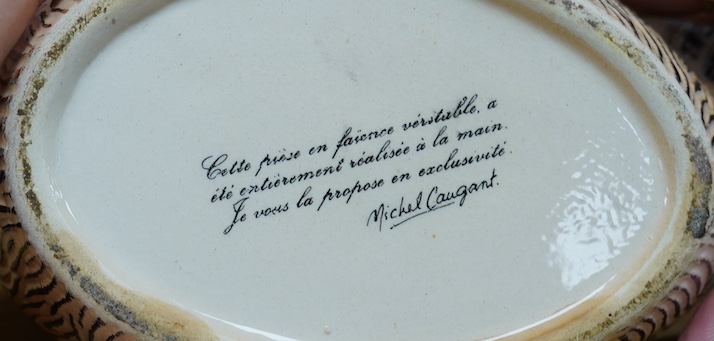 Cette pièce en faïence véritable, a
été entièrement réalisée à la main.
Je vous la propose en exclusivité.
Michel Caugant.